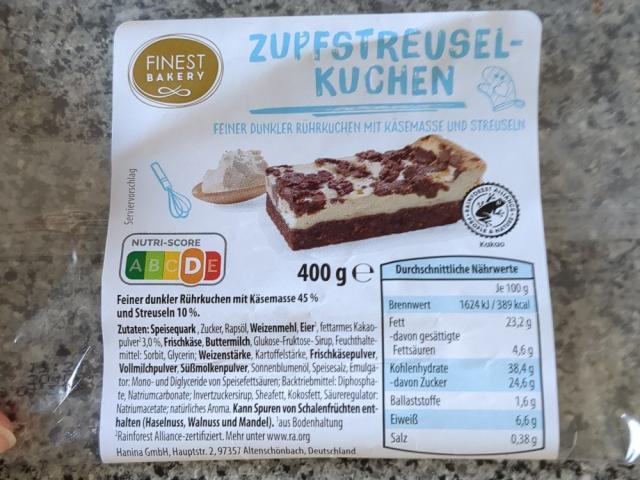 FINEST
BAKERY
ZUPFSTREUSEL-
KUCHEN
FEINER DUNKLER RÜHRKUCHEN MIT KÄSEMASSE UND STREUSELN
Serviervorschlag
RAINFOREST ALLIANCE
Kakao
NUTRI-SCORE
A B C D E
400 g e
Feiner dunkler Rührkuchen mit Käsemasse 45 %
und Streuseln 10 %.
Zutaten: Speisequark, Zucker, Rapsöl, Weizenmehl, Eier¹, fettarmes Kakao-
pulver² 3,0 %, Frischkäse, Buttermilch, Glukose-Fruktose-Sirup, Feuchthalte-
mittel: Sorbit, Glycerin; Weizenstärke, Kartoffelstärke, Frischkäsepulver,
Vollmilchpulver, Süßmolkenpulver, Sonnenblumenöl, Speisesalz, Emulga-
tor: Mono- und Diglyceride von Speisefettsäuren; Backtriebmittel: Diphospha-
te, Natriumcarbonate; Invertzuckersirup, Sheafett, Kokosfett, Säureregulator:
Natriumacetate; natürliches Aroma. Kann Spuren von Schalenfrüchten ent-
halten (Haselnuss, Walnuss und Mandel). ¹aus Bodenhaltung
²Rainforest Alliance-zertifiziert. Mehr unter www.ra.org
Hanina GmbH, Hauptstr. 2, 97357 Altenschönbach, Deutschland
Durchschnittliche Nährwerte
Je 100 g
Brennwert 1624 kJ / 389 kcal
Fett 23,2 g
-davon gesättigte
Fettsäuren 4,6 g
Kohlenhydrate 38,4 g
-davon Zucker 24,6 g
Ballaststoffe 1,6 g
Eiweiß 6,6 g
Salz 0,38 g